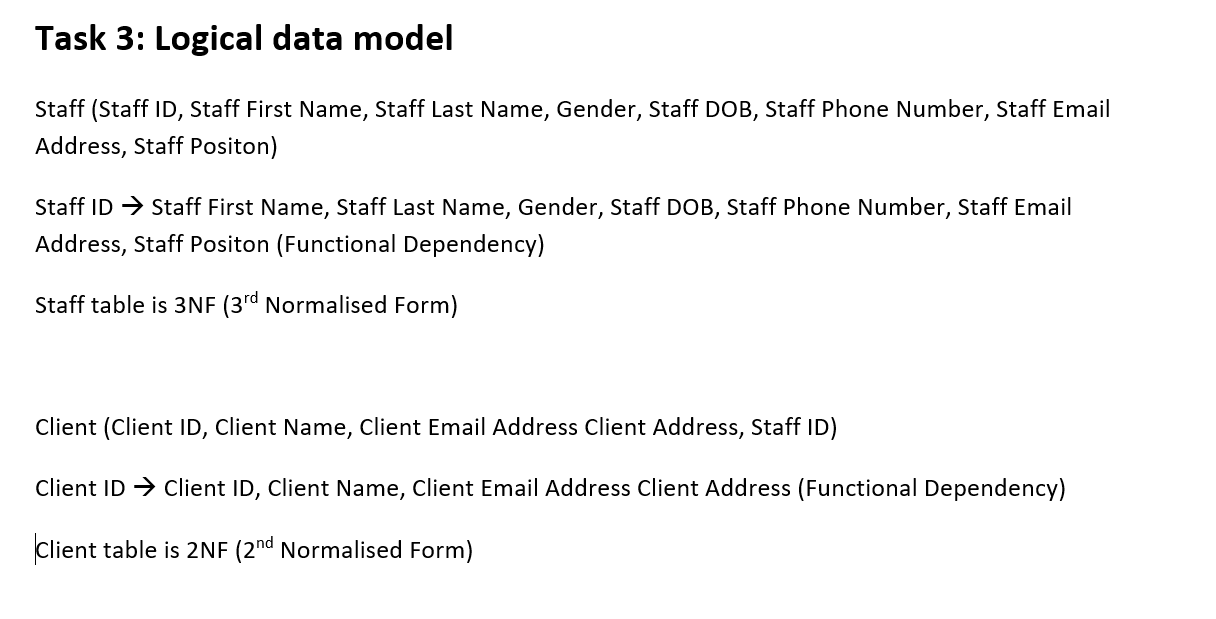 Task 3: Logical data model
Staff (Staff ID, Staff First Name, Staff Last Name, Gender, Staff DOB, Staff Phone Number, Staff Email
Address, Staff Positon)
Staff ID → Staff First Name, Staff Last Name, Gender, Staff DOB, Staff Phone Number, Staff Email
Address, Staff Positon (Functional Dependency)
Staff table is 3NF (3rd Normalised Form)
Client (Client ID, Client Name, Client Email Address Client Address, Staff ID)
Client ID → Client ID, Client Name, Client Email Address Client Address (Functional Dependency)
Client table is 2NF (2nd Normalised Form)